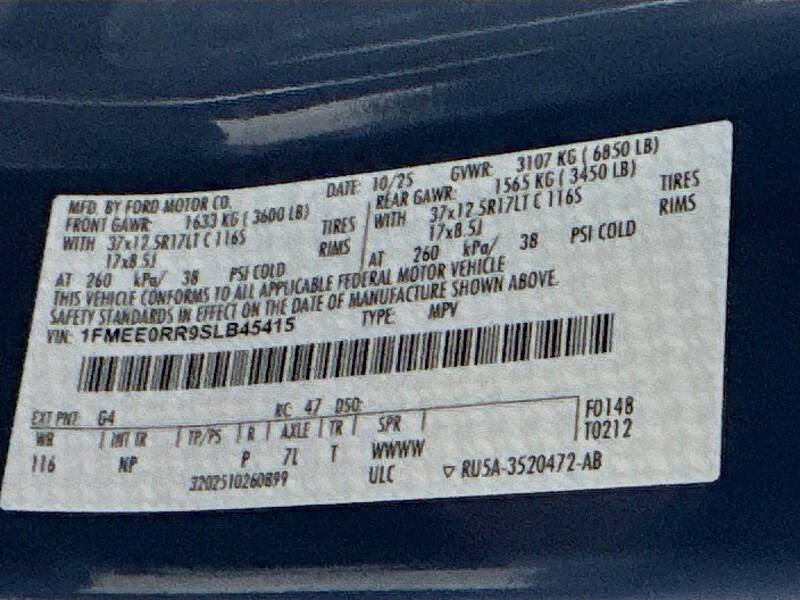 MFD. BY FORD MOTOR CO. DATE: 10/25 GVWR: 3107 KG ( 6850 LB)
FRONT GAWR: 1633 KG ( 3600 LB) REAR GAWR: 1565 KG ( 3450 LB)
WITH 37x12.5R17LT C 116S TIRES WITH 37x12.5R17LT C 116S TIRES
17x8.5J RIMS 17x8.5J RIMS
AT 260 kPa/ 38 PSI COLD AT 260 kPa/ 38 PSI COLD
THIS VEHICLE CONFORMS TO ALL APPLICABLE FEDERAL MOTOR VEHICLE
SAFETY STANDARDS IN EFFECT ON THE DATE OF MANUFACTURE SHOWN ABOVE.
VIN: 1FMEE0RR9SLB45415 TYPE: MPV
EXT PNT: G4 RC: 47 DSO: F0148
WB INT TR TP/PS R AXLE TR SPR T0212
116 NP P 7L T WWWW
3202510260899 ULC ▽ RU5A-3520472-AB